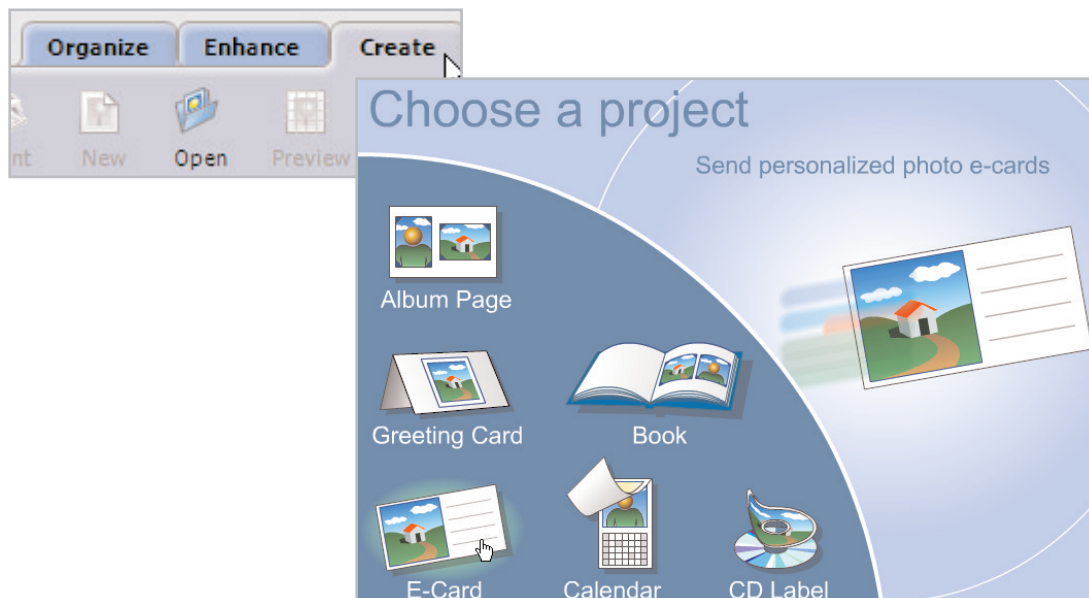 Organize Enhance Create
nt New Open Preview
Choose a project
Send personalized photo e-cards
Album Page
Greeting Card Book
E-Card Calendar CD Label